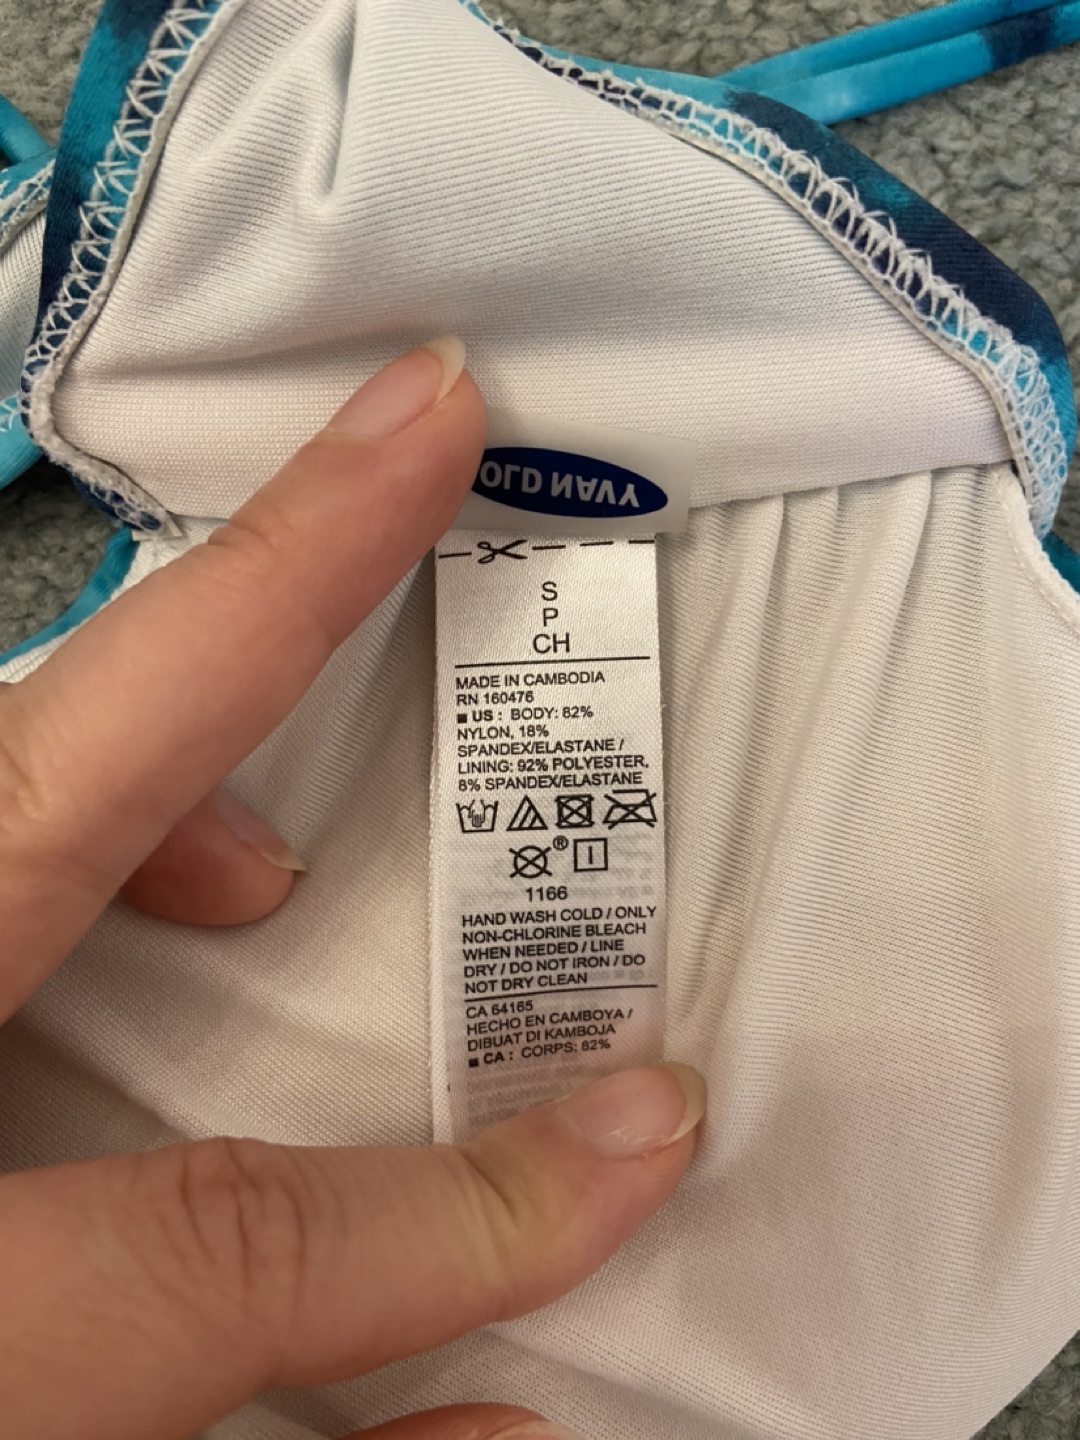 OLD NAVY
S
P
CH
MADE IN CAMBODIA
RN 160476
■ US : BODY: 82%
NYLON, 18%
SPANDEX/ELASTANE /
LINING: 92% POLYESTER,
8% SPANDEX/ELASTANE
®
1166
HAND WASH COLD / ONLY
NON-CHLORINE BLEACH
WHEN NEEDED / LINE
DRY / DO NOT IRON / DO
NOT DRY CLEAN
CA 64165
HECHO EN CAMBOYA /
DIBUAT DI KAMBOJA
■ CA : CORPS: 82%